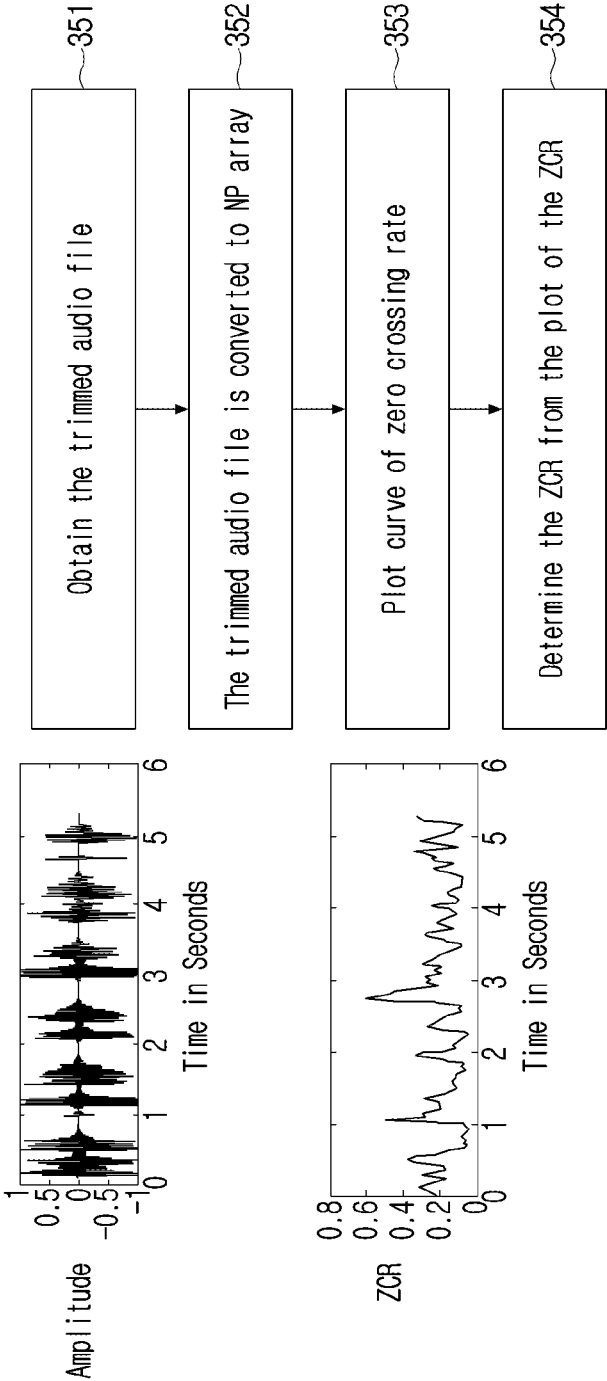 Amplitude
1
0.5
0
-0.5
-1
0 1 2 3 4 5 6
Time in Seconds
ZCR
0.8
0.6
0.4
0.2
0
0 1 2 3 4 5 6
Time in Seconds
Obtain the trimmed audio file
351
The trimmed audio file is converted to NP array
352
Plot curve of zero crossing rate
353
Determine the ZCR from the plot of the ZCR
354